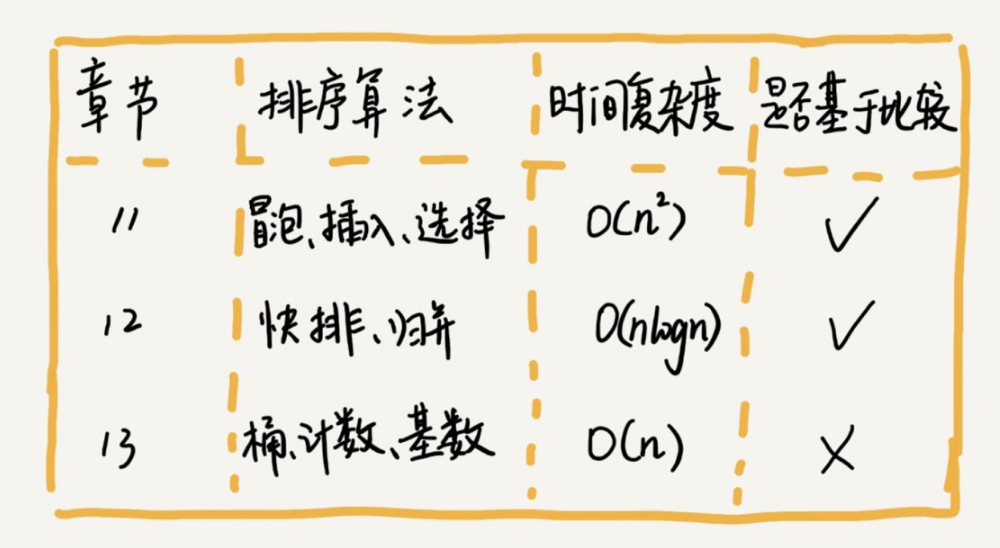 章节 排序算法 时间复杂度 是否基于比较
11 冒泡、插入、选择 O(n²) ✓
12 快排、归并 O(nlogn) ✓
13 桶、计数、基数 O(n) ×